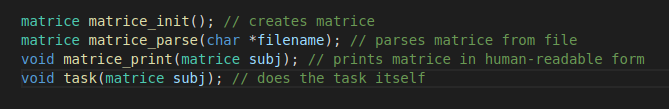 matrice matrice_init(); // creates matrice
matrice matrice_parse(char *filename); // parses matrice from file
void matrice_print(matrice subj); // prints matrice in human-readable form
void task(matrice subj); // does the task itself